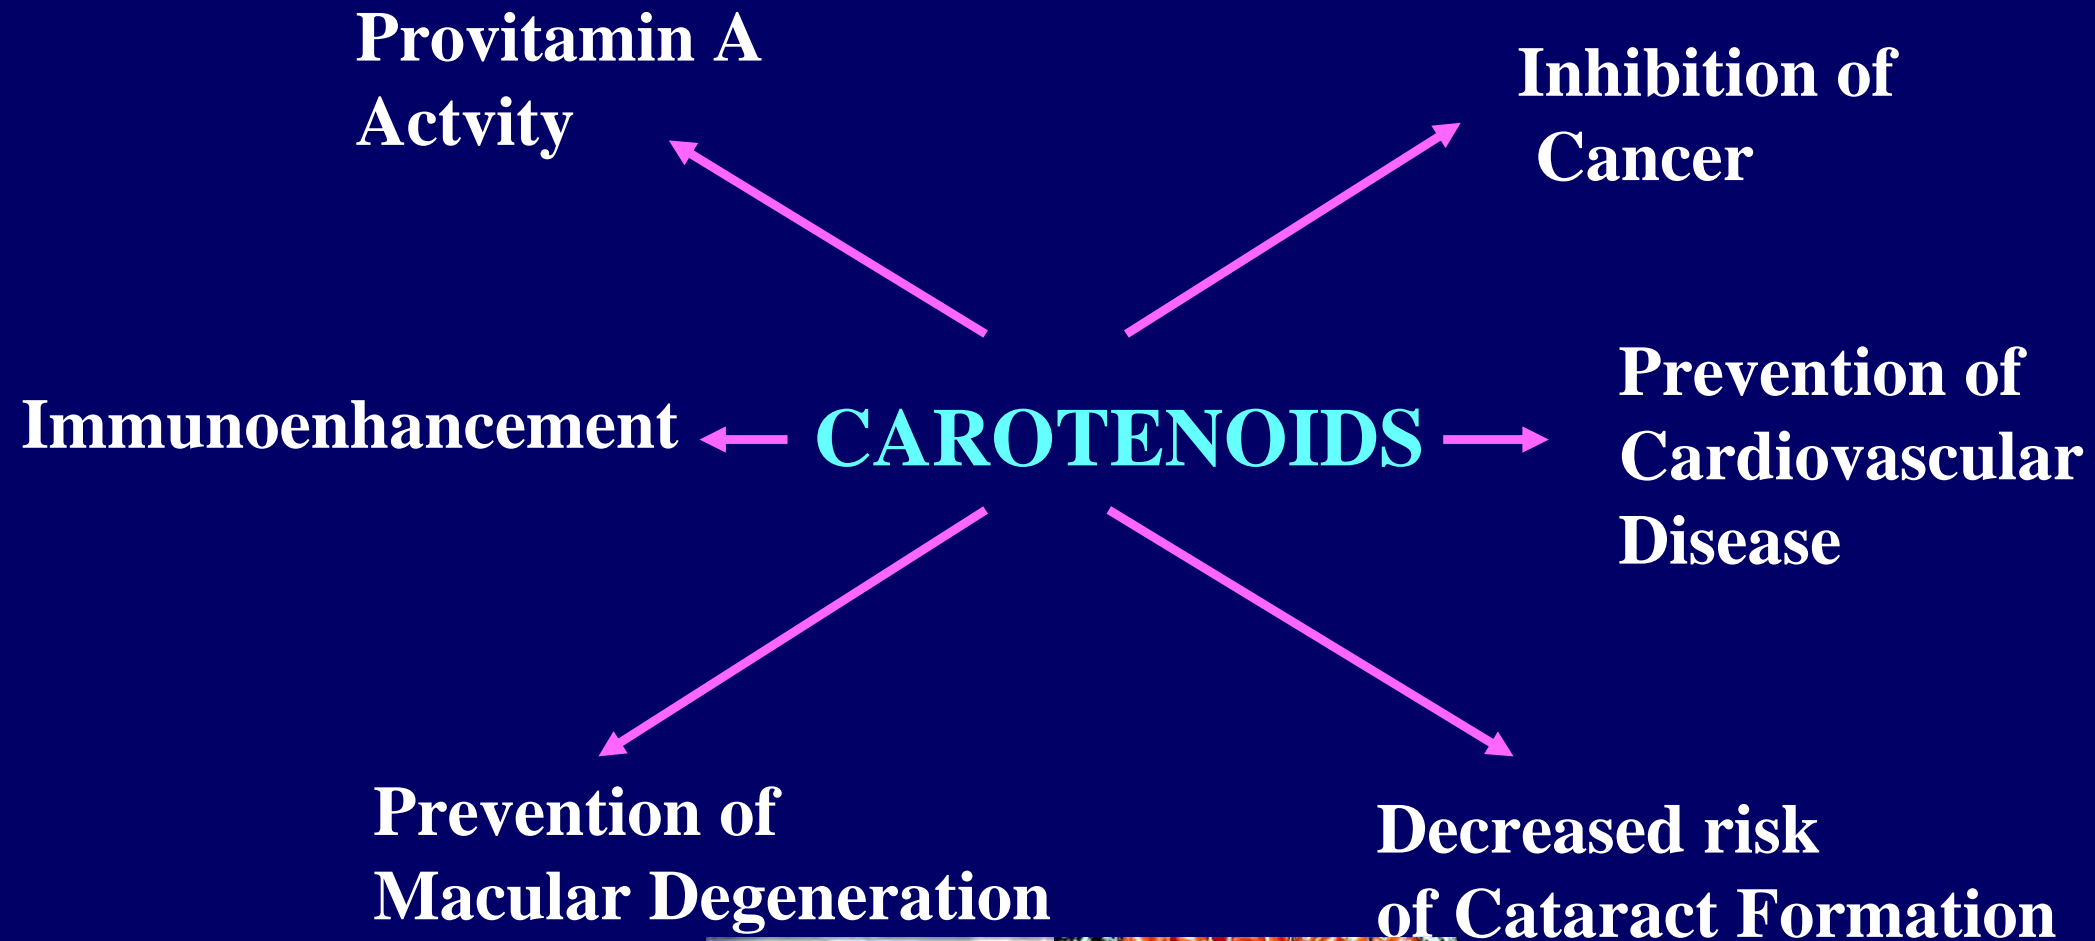 Provitamin A
Actvity
Inhibition of
Cancer
Immunoenhancement
CAROTENOIDS
Prevention of
Cardiovascular
Disease
Prevention of
Macular Degeneration
Decreased risk
of Cataract Formation